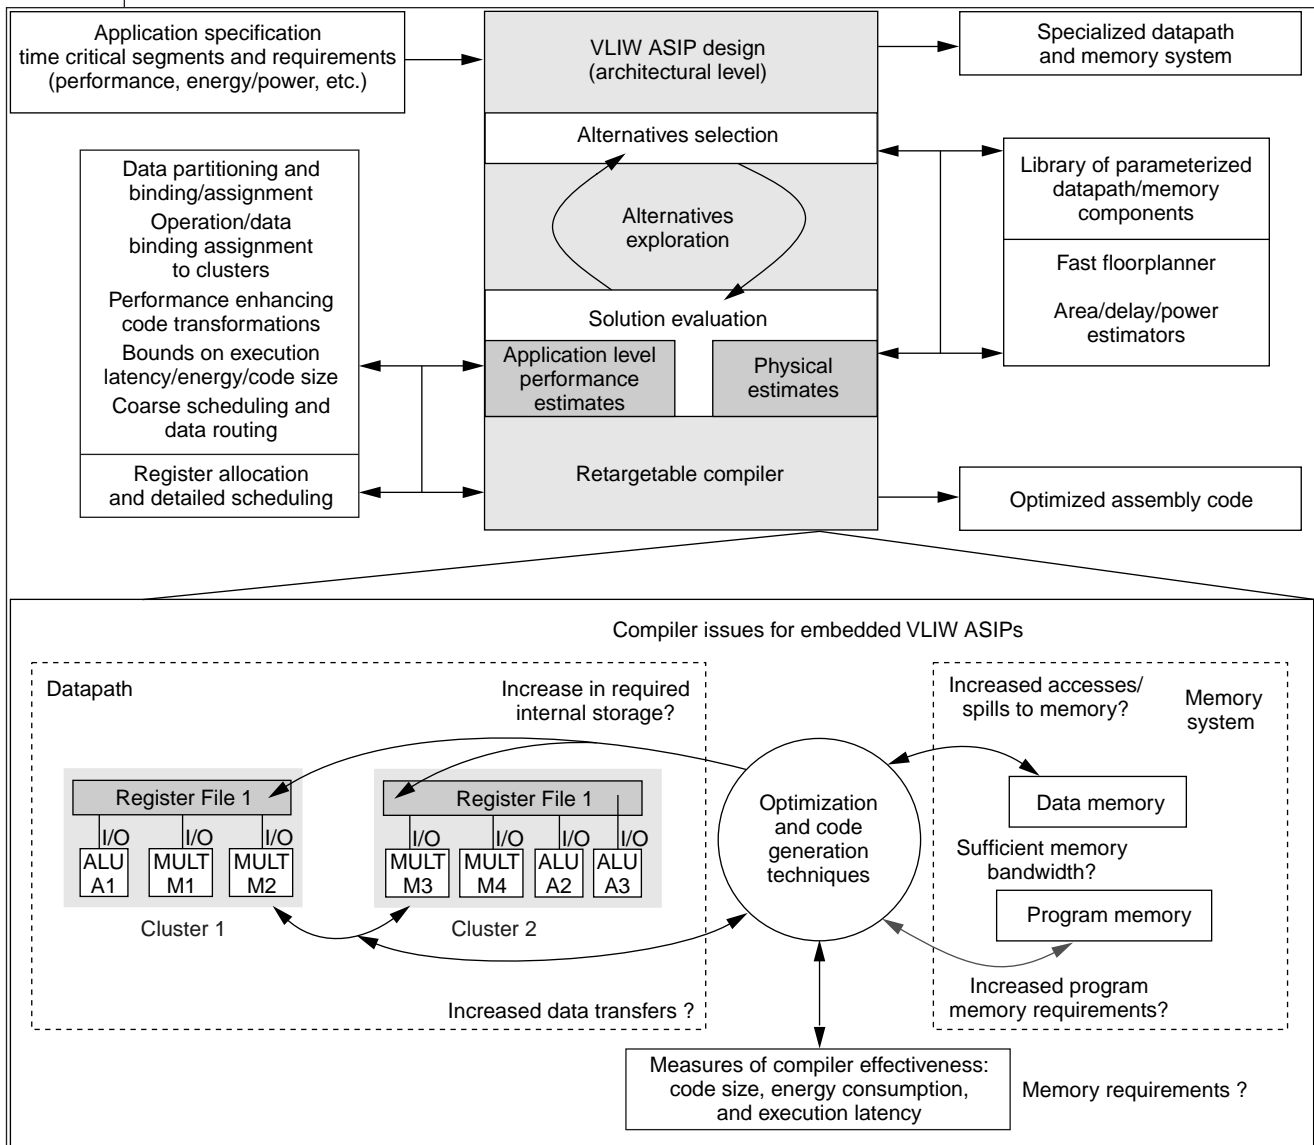 Application specification
time critical segments and requirements
(performance, energy/power, etc.)
VLIW ASIP design
(architectural level)
Specialized datapath
and memory system
Alternatives selection
Data partitioning and
binding/assignment
Operation/data
binding assignment
to clusters
Performance enhancing
code transformations
Bounds on execution
latency/energy/code size
Coarse scheduling and
data routing
Register allocation
and detailed scheduling
Alternatives
exploration
Solution evaluation
Application level
performance
estimates
Physical
estimates
Retargetable compiler
Library of parameterized
datapath/memory
components
Fast floorplanner
Area/delay/power
estimators
Optimized assembly code
Compiler issues for embedded VLIW ASIPs
Datapath
Increase in required
internal storage?
Register File 1
I/O
I/O
I/O
ALU
A1
MULT
M1
MULT
M2
Cluster 1
Register File 1
I/O
I/O
I/O
I/O
MULT
M3
MULT
M4
ALU
A2
ALU
A3
Cluster 2
Increased data transfers ?
Optimization
and code
generation
techniques
Increased accesses/
spills to memory?
Memory
system
Data memory
Sufficient memory
bandwidth?
Program memory
Increased program
memory requirements?
Measures of compiler effectiveness:
code size, energy consumption,
and execution latency
Memory requirements ?